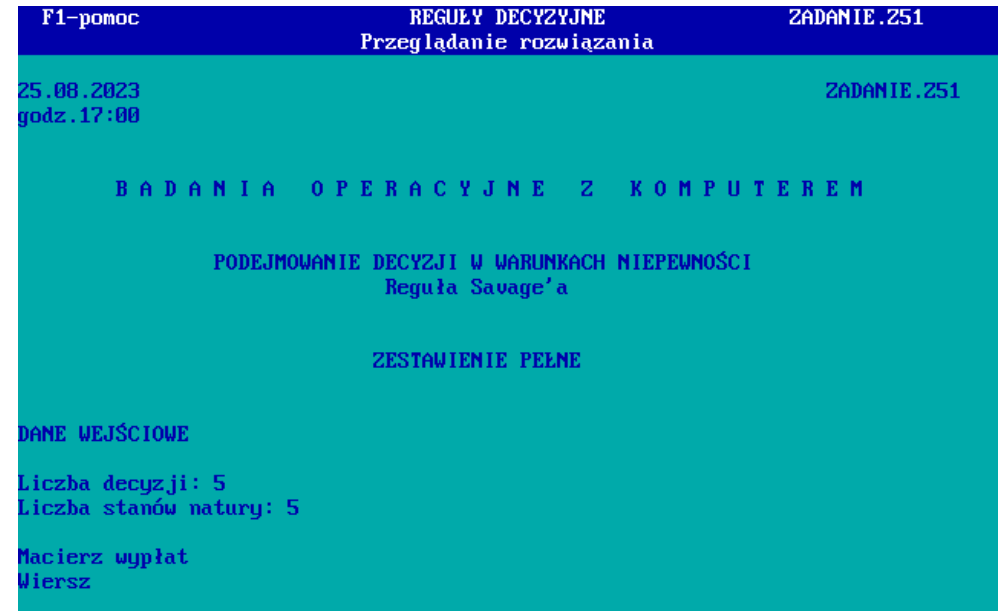 F1-pomoc REGUŁY DECYZYJNE ZADANIE.Z51
Przeglądanie rozwiązania
25.08.2023 ZADANIE.Z51
godz.17:00
B A D A N I A O P E R A C Y J N E Z K O M P U T E R E M
PODEJMOWANIE DECYZJI W WARUNKACH NIEPEWNOŚCI
Reguła Savage'a
ZESTAWIENIE PEŁNE
DANE WEJŚCIOWE
Liczba decyzji: 5
Liczba stanów natury: 5
Macierz wypłat
Wiersz